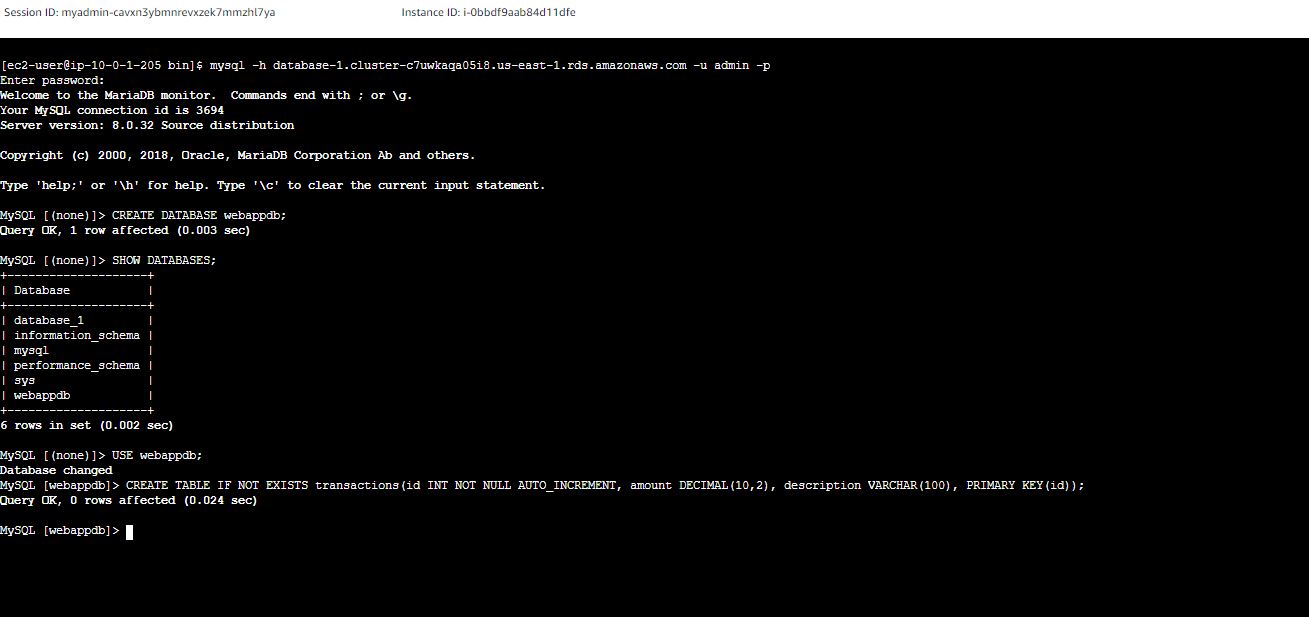 Session ID: myadmin-cavxn3ybmnrevxzek7mmzhl7ya Instance ID: i-0bbdf9aab84d11dfe
[ec2-user@ip-10-0-1-205 bin]$ mysql -h database-1.cluster-c7uwkaqa05i8.us-east-1.rds.amazonaws.com -u admin -p
Enter password:
Welcome to the MariaDB monitor.  Commands end with ; or \g.
Your MySQL connection id is 3694
Server version: 8.0.32 Source distribution
Copyright (c) 2000, 2018, Oracle, MariaDB Corporation Ab and others.
Type 'help;' or '\h' for help. Type '\c' to clear the current input statement.
MySQL [(none)]> CREATE DATABASE webappdb;
Query OK, 1 row affected (0.003 sec)
MySQL [(none)]> SHOW DATABASES;
+--------------------+
| Database           |
+--------------------+
| database_1         |
| information_schema |
| mysql              |
| performance_schema |
| sys                |
| webappdb           |
+--------------------+
6 rows in set (0.002 sec)
MySQL [(none)]> USE webappdb;
Database changed
MySQL [webappdb]> CREATE TABLE IF NOT EXISTS transactions(id INT NOT NULL AUTO_INCREMENT, amount DECIMAL(10,2), description VARCHAR(100), PRIMARY KEY(id));
Query OK, 0 rows affected (0.024 sec)
MySQL [webappdb]>